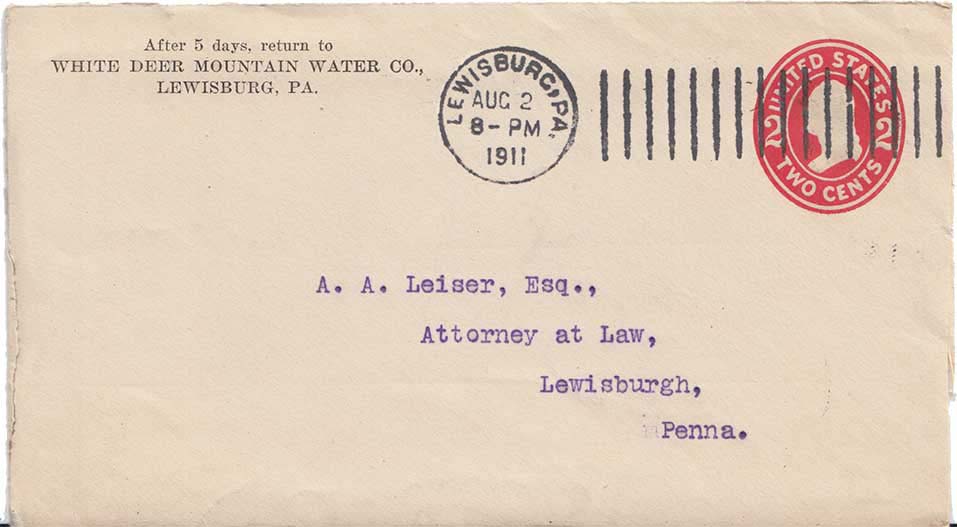 After 5 days, return to
WHITE DEER MOUNTAIN WATER CO.,
LEWISBURG, PA.
LEWISBURG, PA.
AUG 2
8- PM
1911
UNITED STATES
2 2
TWO CENTS
A. A. Leiser, Esq.,
Attorney at Law,
Lewisburgh,
Penna.